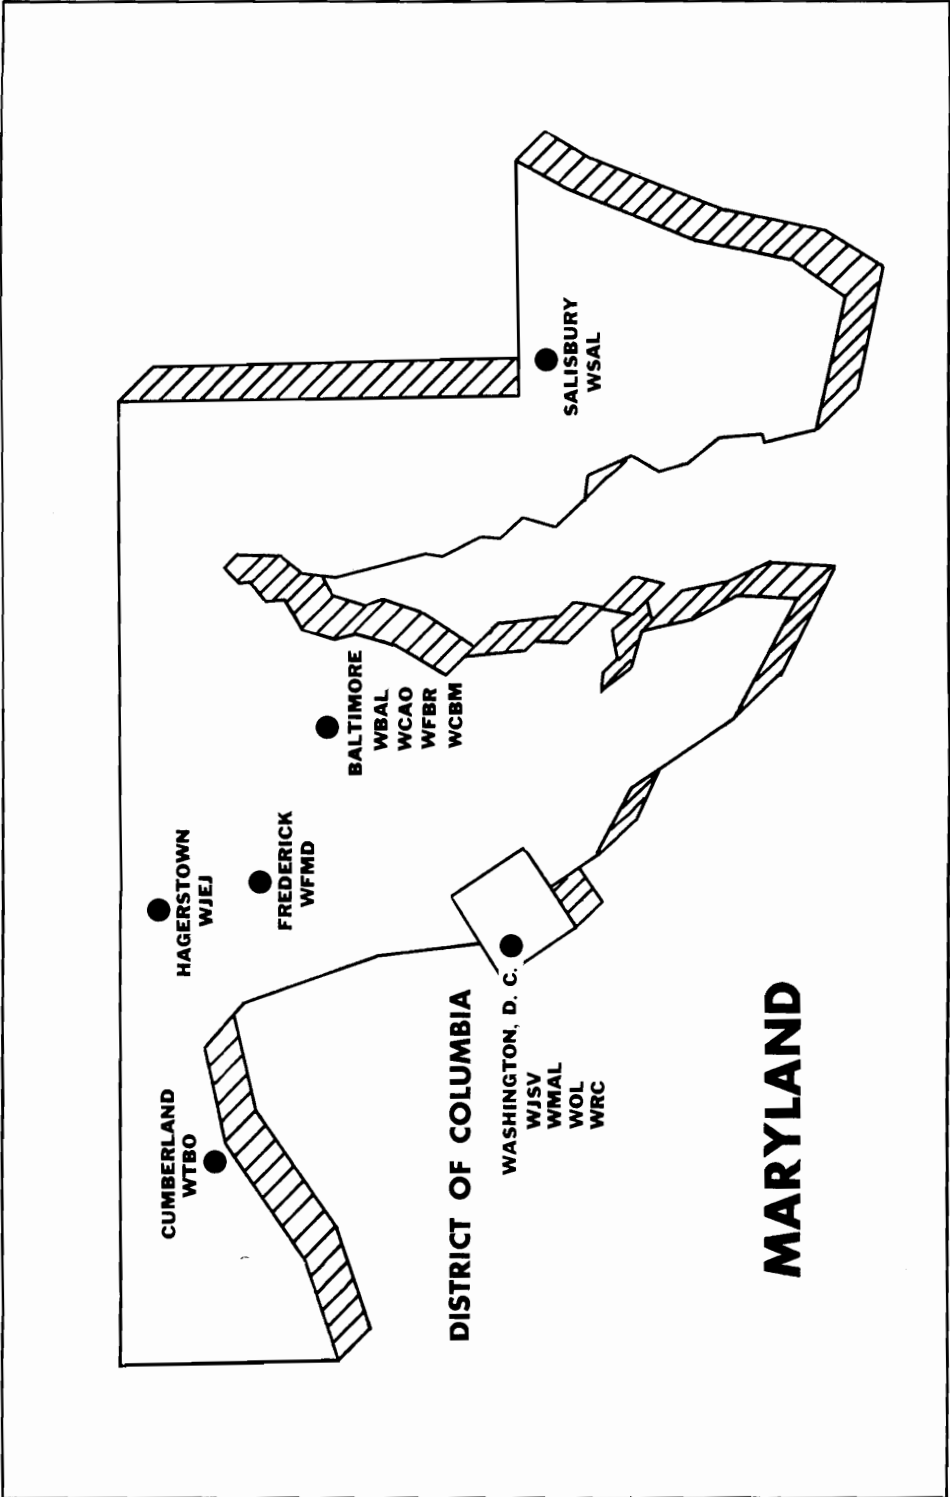 CUMBERLAND
WTBO
HAGERSTOWN
WJEJ
FREDERICK
WFMD
BALTIMORE
WBAL
WCAO
WFBR
WCBM
SALISBURY
WSAL
DISTRICT OF COLUMBIA
WASHINGTON, D. C.
WJSV
WMAL
WOL
WRC
MARYLAND